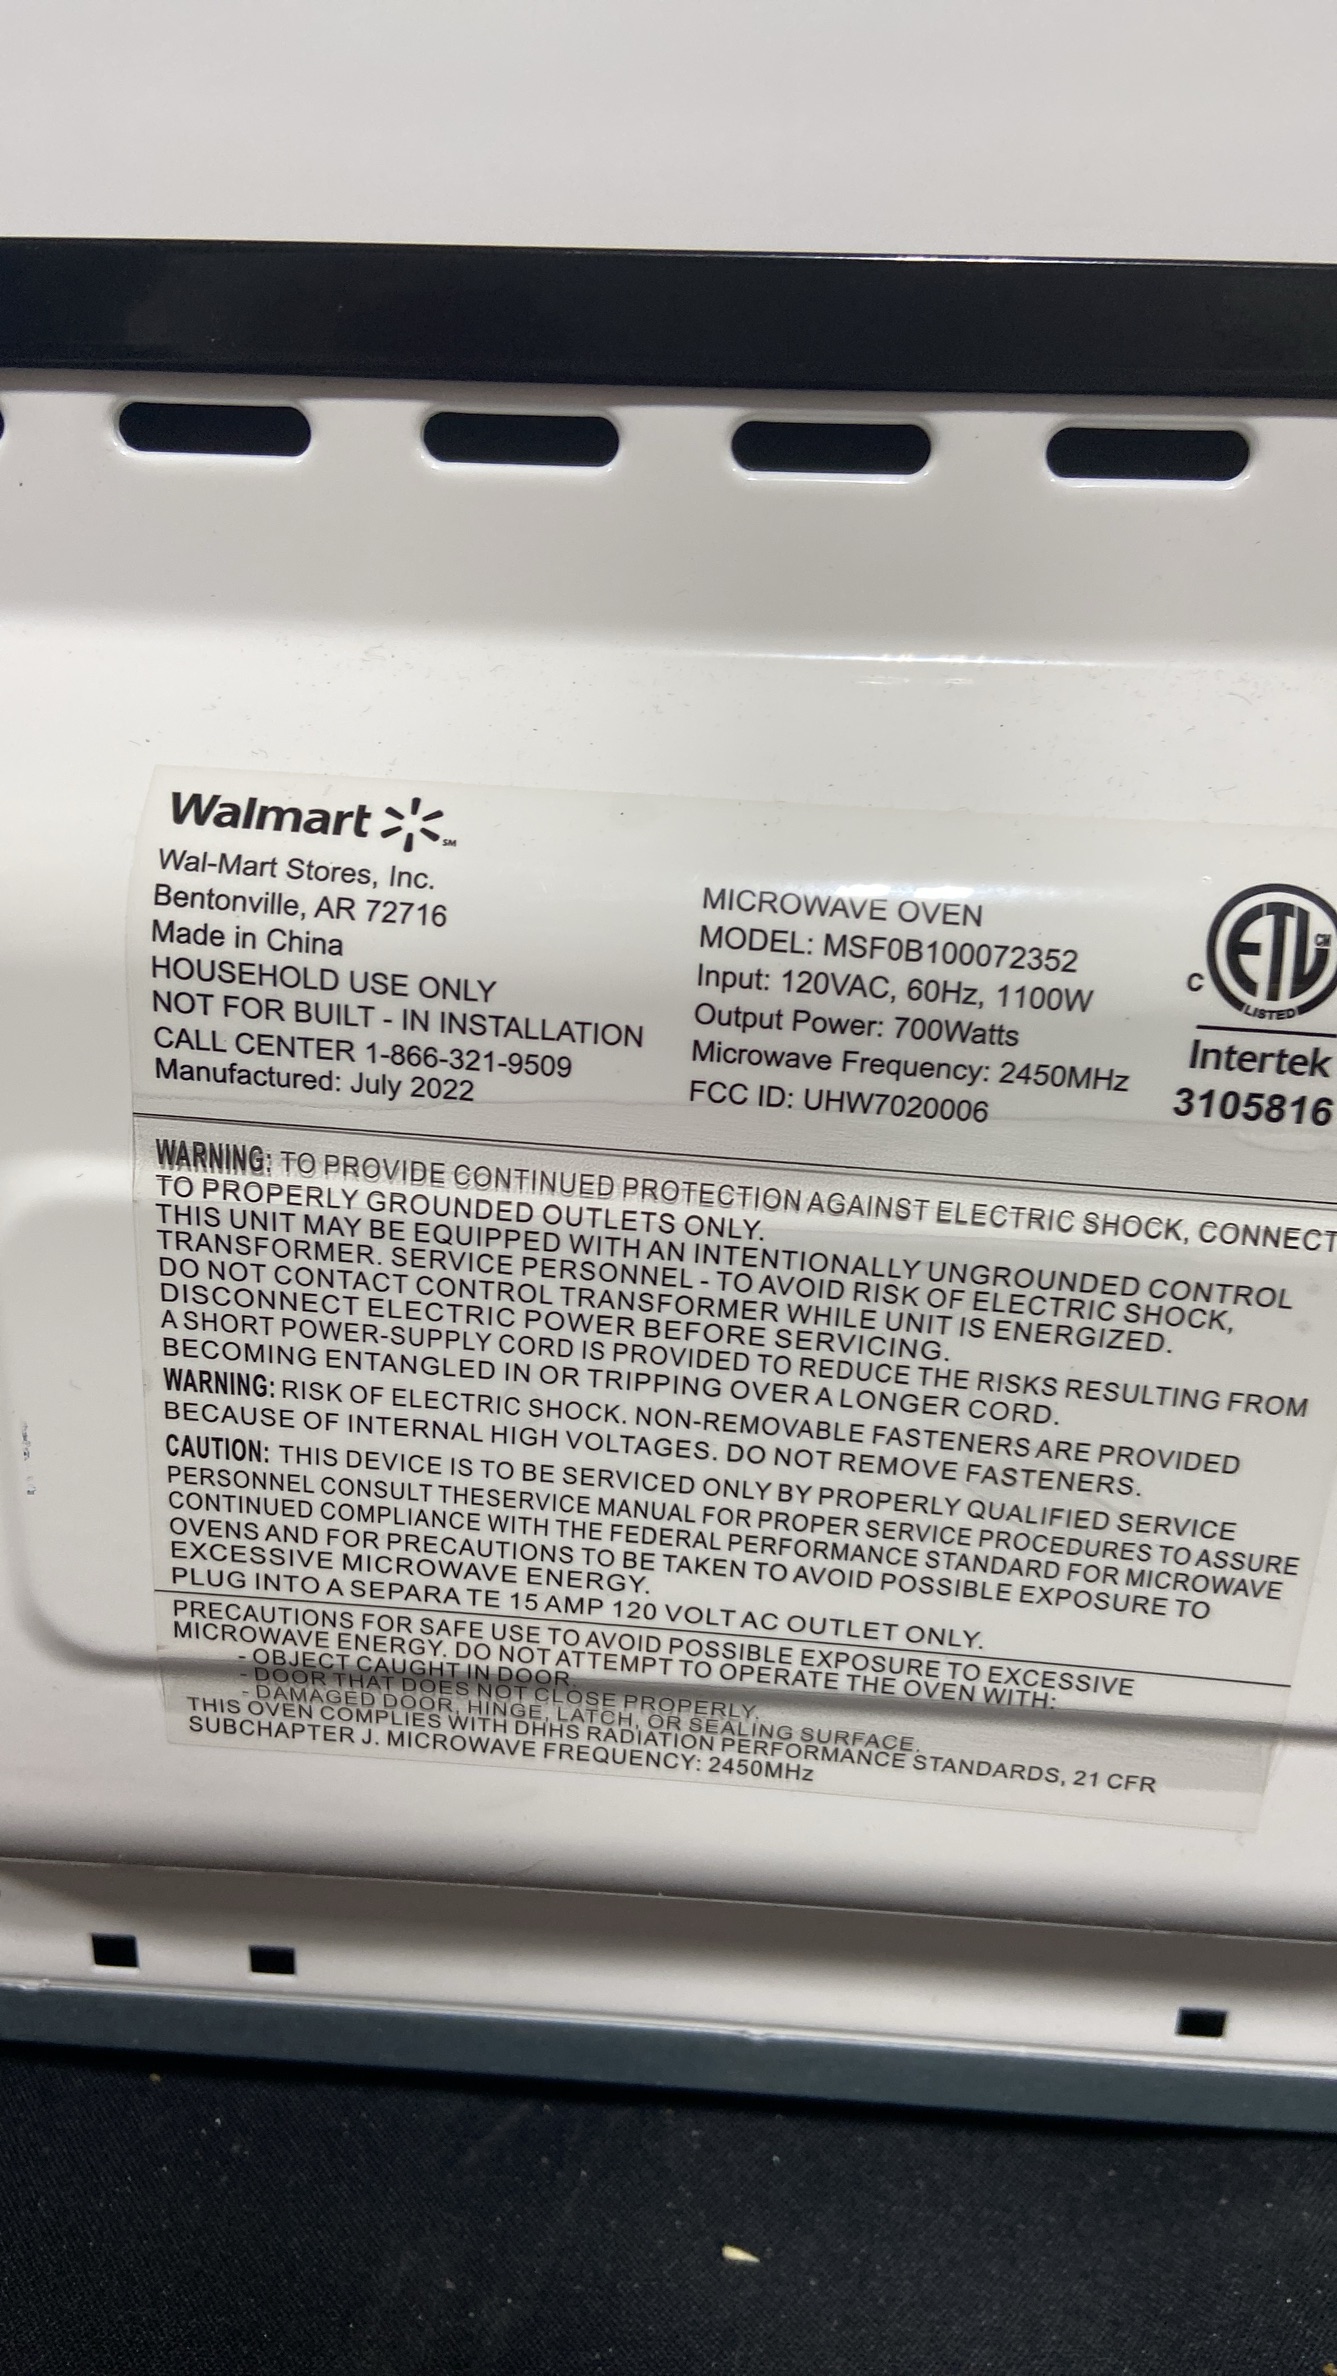 Walmart SM
Wal-Mart Stores, Inc.
Bentonville, AR 72716
Made in China
HOUSEHOLD USE ONLY
NOT FOR BUILT - IN INSTALLATION
CALL CENTER 1-866-321-9509
Manufactured: July 2022
MICROWAVE OVEN
MODEL: MSF0B100072352
Input: 120VAC, 60Hz, 1100W
Output Power: 700Watts
Microwave Frequency: 2450MHz
FCC ID: UHW7020006
C ETL CM
LISTED
Intertek
3105816
WARNING: TO PROVIDE CONTINUED PROTECTION AGAINST ELECTRIC SHOCK, CONNECT
TO PROPERLY GROUNDED OUTLETS ONLY.
THIS UNIT MAY BE EQUIPPED WITH AN INTENTIONALLY UNGROUNDED CONTROL
TRANSFORMER. SERVICE PERSONNEL - TO AVOID RISK OF ELECTRIC SHOCK,
DO NOT CONTACT CONTROL TRANSFORMER WHILE UNIT IS ENERGIZED.
DISCONNECT ELECTRIC POWER BEFORE SERVICING.
A SHORT POWER-SUPPLY CORD IS PROVIDED TO REDUCE THE RISKS RESULTING FROM
BECOMING ENTANGLED IN OR TRIPPING OVER A LONGER CORD.
WARNING: RISK OF ELECTRIC SHOCK. NON-REMOVABLE FASTENERS ARE PROVIDED
BECAUSE OF INTERNAL HIGH VOLTAGES. DO NOT REMOVE FASTENERS.
CAUTION: THIS DEVICE IS TO BE SERVICED ONLY BY PROPERLY QUALIFIED SERVICE
PERSONNEL CONSULT THESERVICE MANUAL FOR PROPER SERVICE PROCEDURES TO ASSURE
CONTINUED COMPLIANCE WITH THE FEDERAL PERFORMANCE STANDARD FOR MICROWAVE
OVENS AND FOR PRECAUTIONS TO BE TAKEN TO AVOID POSSIBLE EXPOSURE TO
EXCESSIVE MICROWAVE ENERGY.
PLUG INTO A SEPARA TE 15 AMP 120 VOLT AC OUTLET ONLY.
PRECAUTIONS FOR SAFE USE TO AVOID POSSIBLE EXPOSURE TO EXCESSIVE
MICROWAVE ENERGY. DO NOT ATTEMPT TO OPERATE THE OVEN WITH:
- OBJECT CAUGHT IN DOOR.
- DOOR THAT DOES NOT CLOSE PROPERLY.
- DAMAGED DOOR, HINGE, LATCH, OR SEALING SURFACE.
THIS OVEN COMPLIES WITH DHHS RADIATION PERFORMANCE STANDARDS, 21 CFR
SUBCHAPTER J. MICROWAVE FREQUENCY: 2450MHz